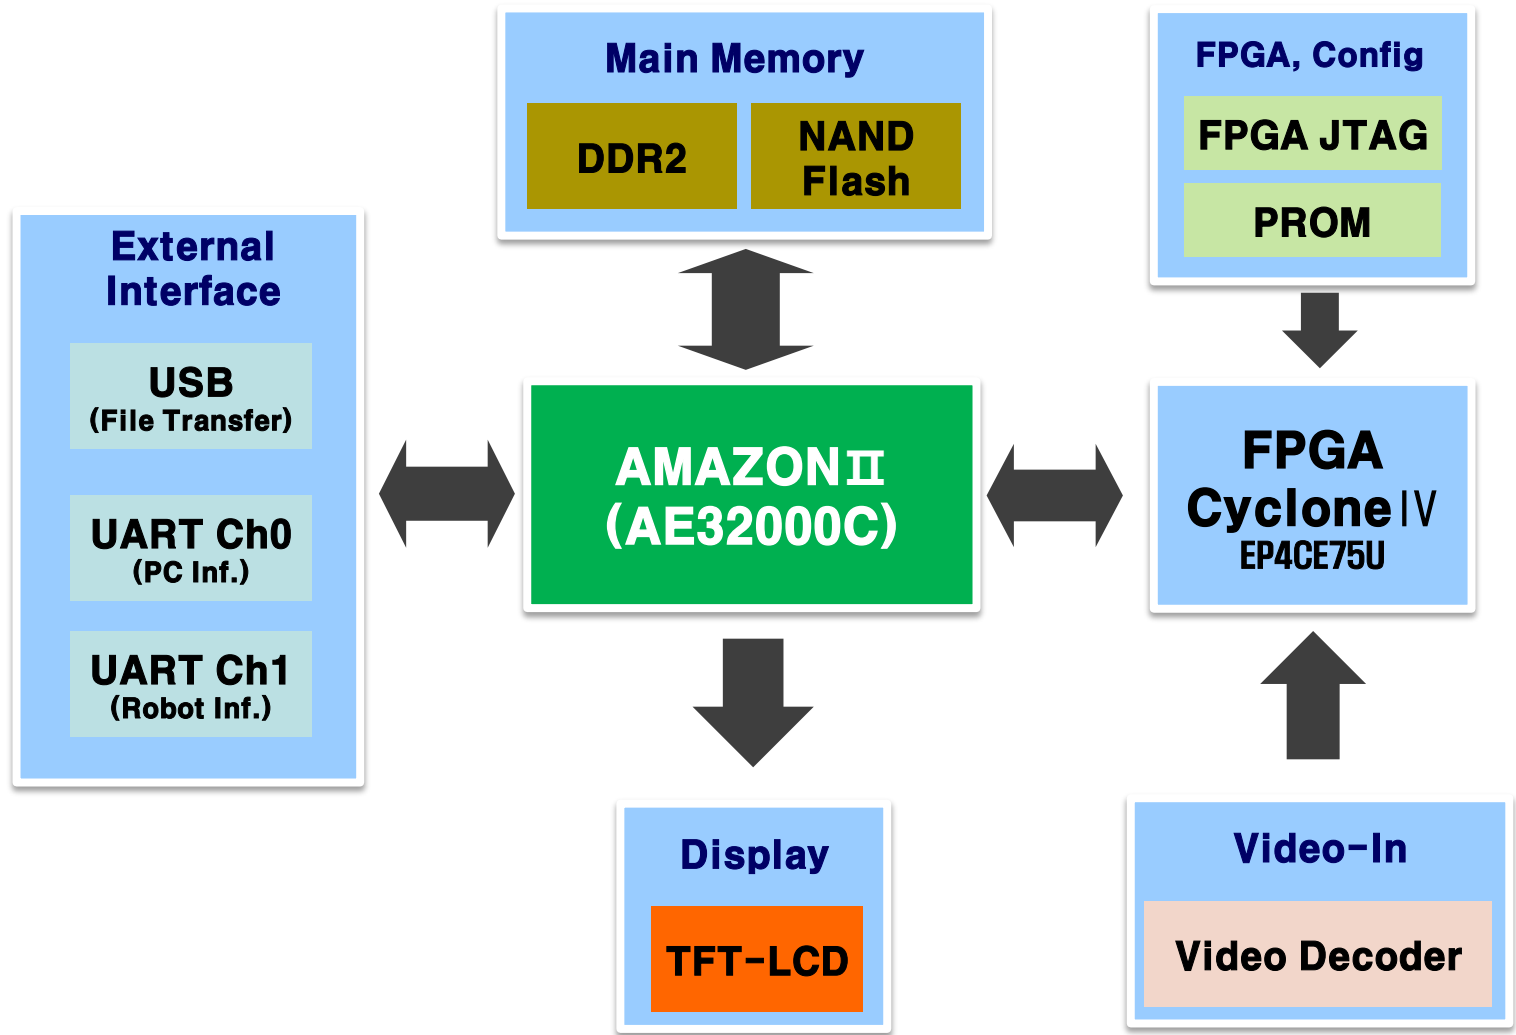 Main Memory
DDR2
NAND
Flash
FPGA, Config
FPGA JTAG
PROM
External
Interface
USB
(File Transfer)
UART Ch0
(PC Inf.)
UART Ch1
(Robot Inf.)
AMAZONⅡ
(AE32000C)
FPGA
CycloneⅣ
EP4CE75U
Display
TFT-LCD
Video-In
Video Decoder